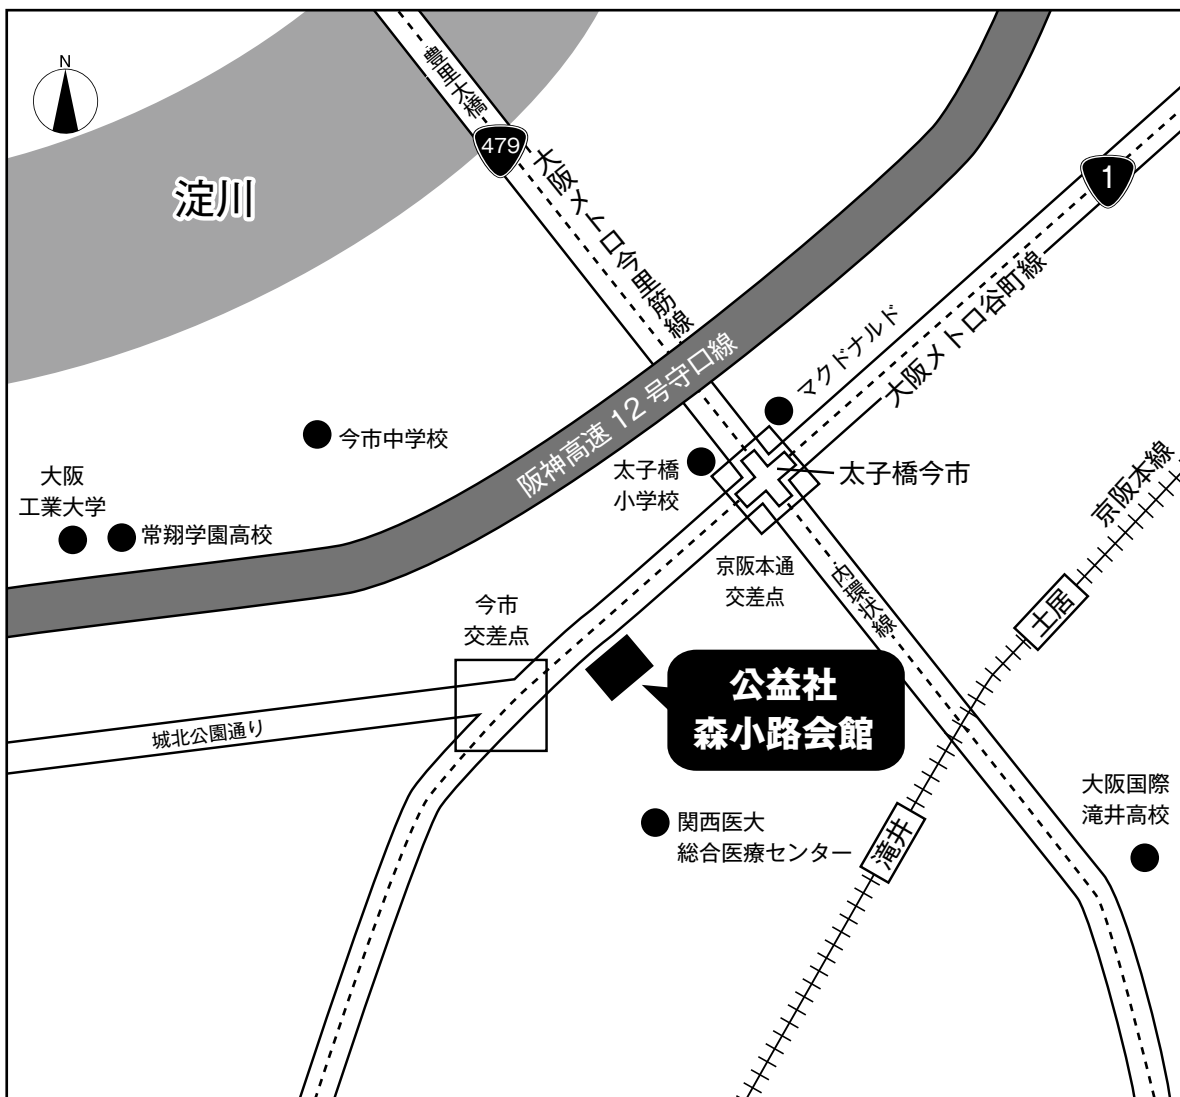 N
豊里大橋
479
淀川
大阪メトロ今里筋線
1
大阪メトロ谷町線
マクドナルド
阪神高速 12 号守口線
今市中学校
太子橋
小学校
太子橋今市
京阪本線
大阪
工業大学
常翔学園高校
京阪本通
交差点
内環状線
土居
今市
交差点
公益社
森小路会館
城北公園通り
関西医大
総合医療センター
滝井
大阪国際
滝井高校